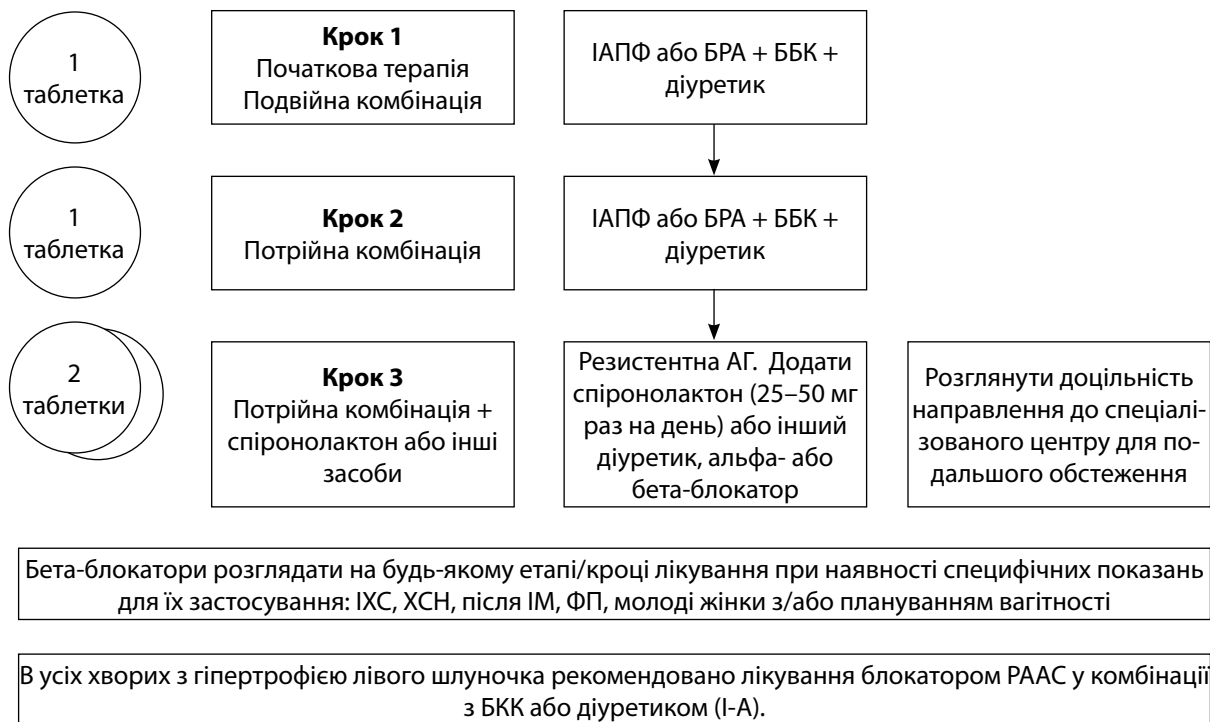 1
таблетка
Крок 1
Початкова терапія
Подвійна комбінація
ІАПФ або БРА + ББК +
діуретик
1
таблетка
Крок 2
Потрійна комбінація
ІАПФ або БРА + ББК +
діуретик
2
таблетки
Крок 3
Потрійна комбінація +
спіронолактон або інші
засоби
Резистентна АГ. Додати
спіронолактон (25–50 мг
раз на день) або інший
діуретик, альфа- або
бета-блокатор
Розглянути доцільність
направлення до спеціалі-
зованого центру для по-
дальшого обстеження
Бета-блокатори розглядати на будь-якому етапі/кроці лікування при наявності специфічних показань
для їх застосування: ІХС, ХСН, після ІМ, ФП, молоді жінки з/або плануванням вагітності
В усіх хворих з гіпертрофією лівого шлуночка рекомендовано лікування блокатором РААС у комбінації
з БКК або діуретиком (I-A).